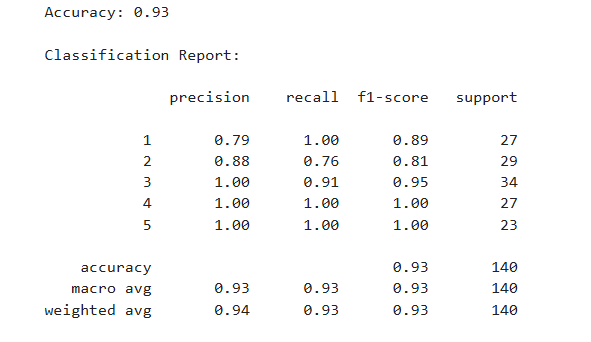 Accuracy: 0.93
Classification Report:
precision recall f1-score support
1 0.79 1.00 0.89 27
2 0.88 0.76 0.81 29
3 1.00 0.91 0.95 34
4 1.00 1.00 1.00 27
5 1.00 1.00 1.00 23
accuracy 0.93 140
macro avg 0.93 0.93 0.93 140
weighted avg 0.94 0.93 0.93 140